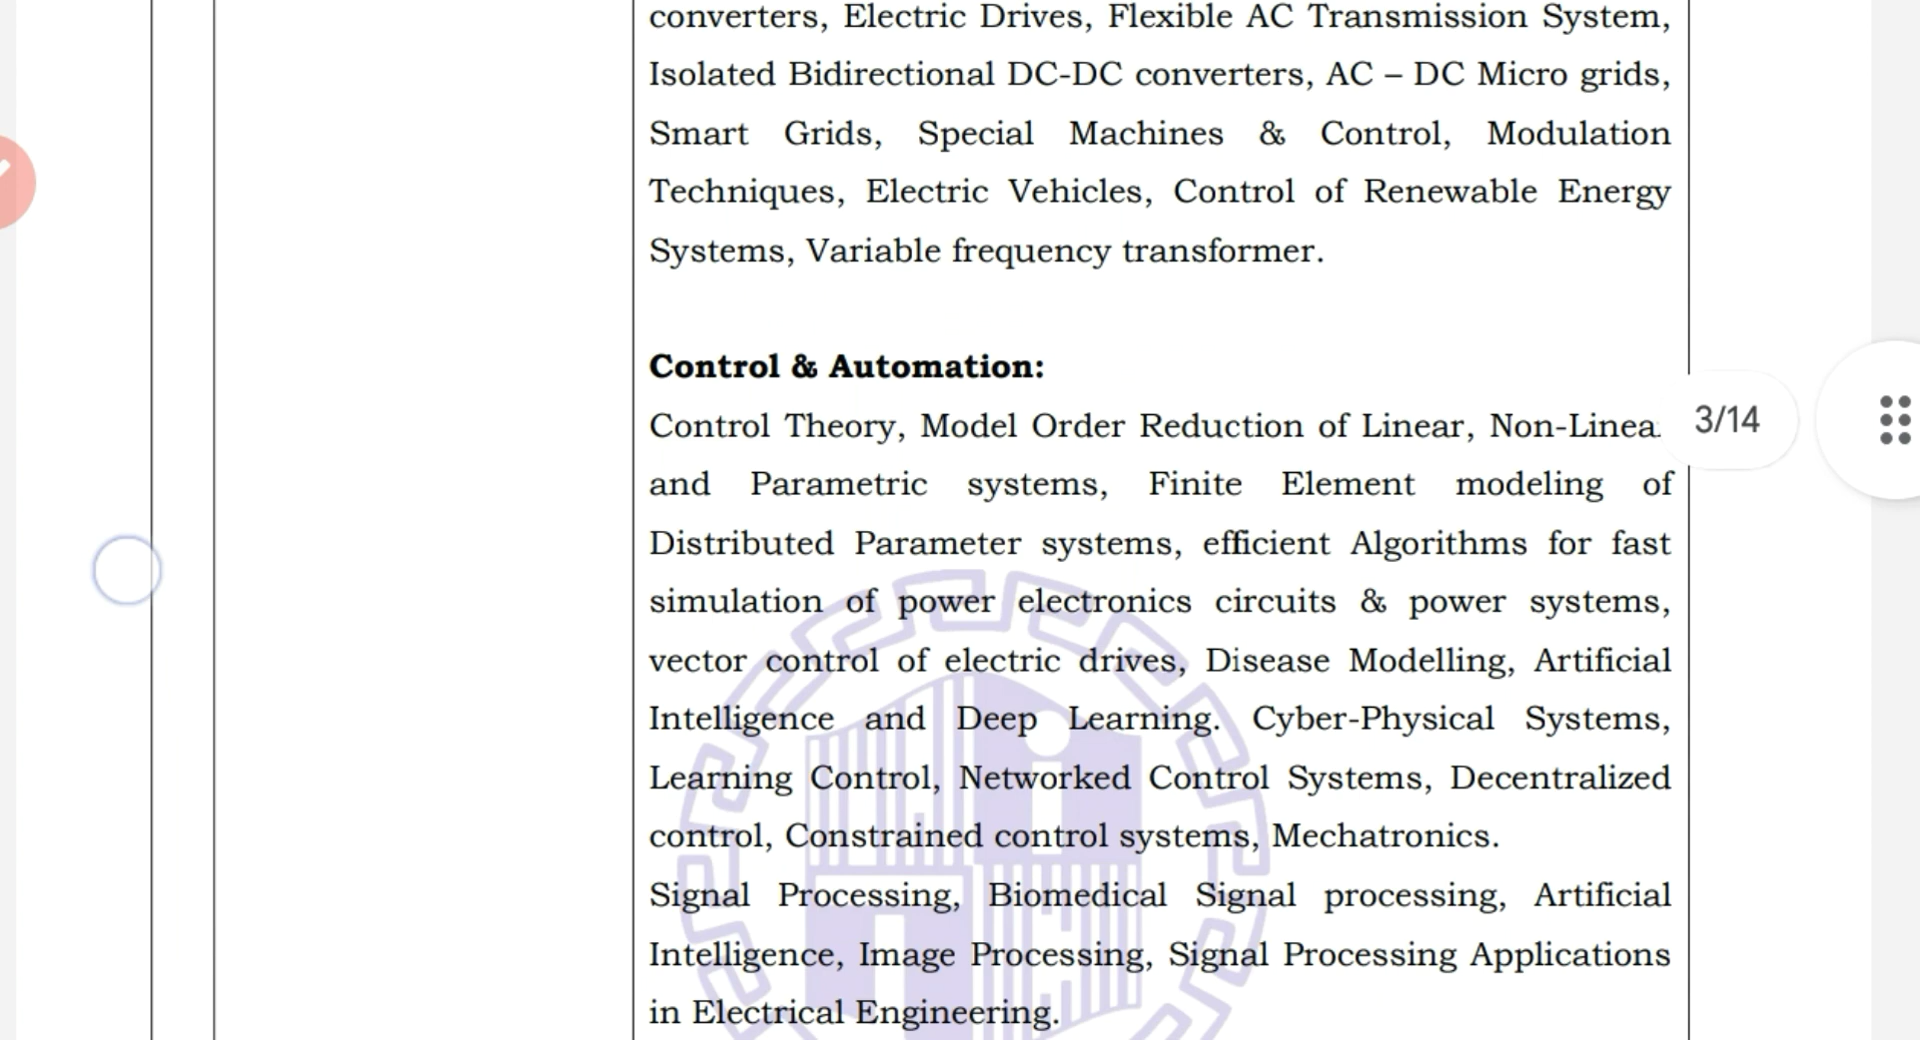 converters, Electric Drives, Flexible AC Transmission System,
Isolated Bidirectional DC-DC converters, AC – DC Micro grids,
Smart Grids, Special Machines & Control, Modulation
Techniques, Electric Vehicles, Control of Renewable Energy
Systems, Variable frequency transformer.
Control & Automation:
Control Theory, Model Order Reduction of Linear, Non-Linea
3/14
and Parametric systems, Finite Element modeling of
Distributed Parameter systems, efficient Algorithms for fast
simulation of power electronics circuits & power systems,
vector control of electric drives, Disease Modelling, Artificial
Intelligence and Deep Learning. Cyber-Physical Systems,
Learning Control, Networked Control Systems, Decentralized
control, Constrained control systems, Mechatronics.
Signal Processing, Biomedical Signal processing, Artificial
Intelligence, Image Processing, Signal Processing Applications
in Electrical Engineering.